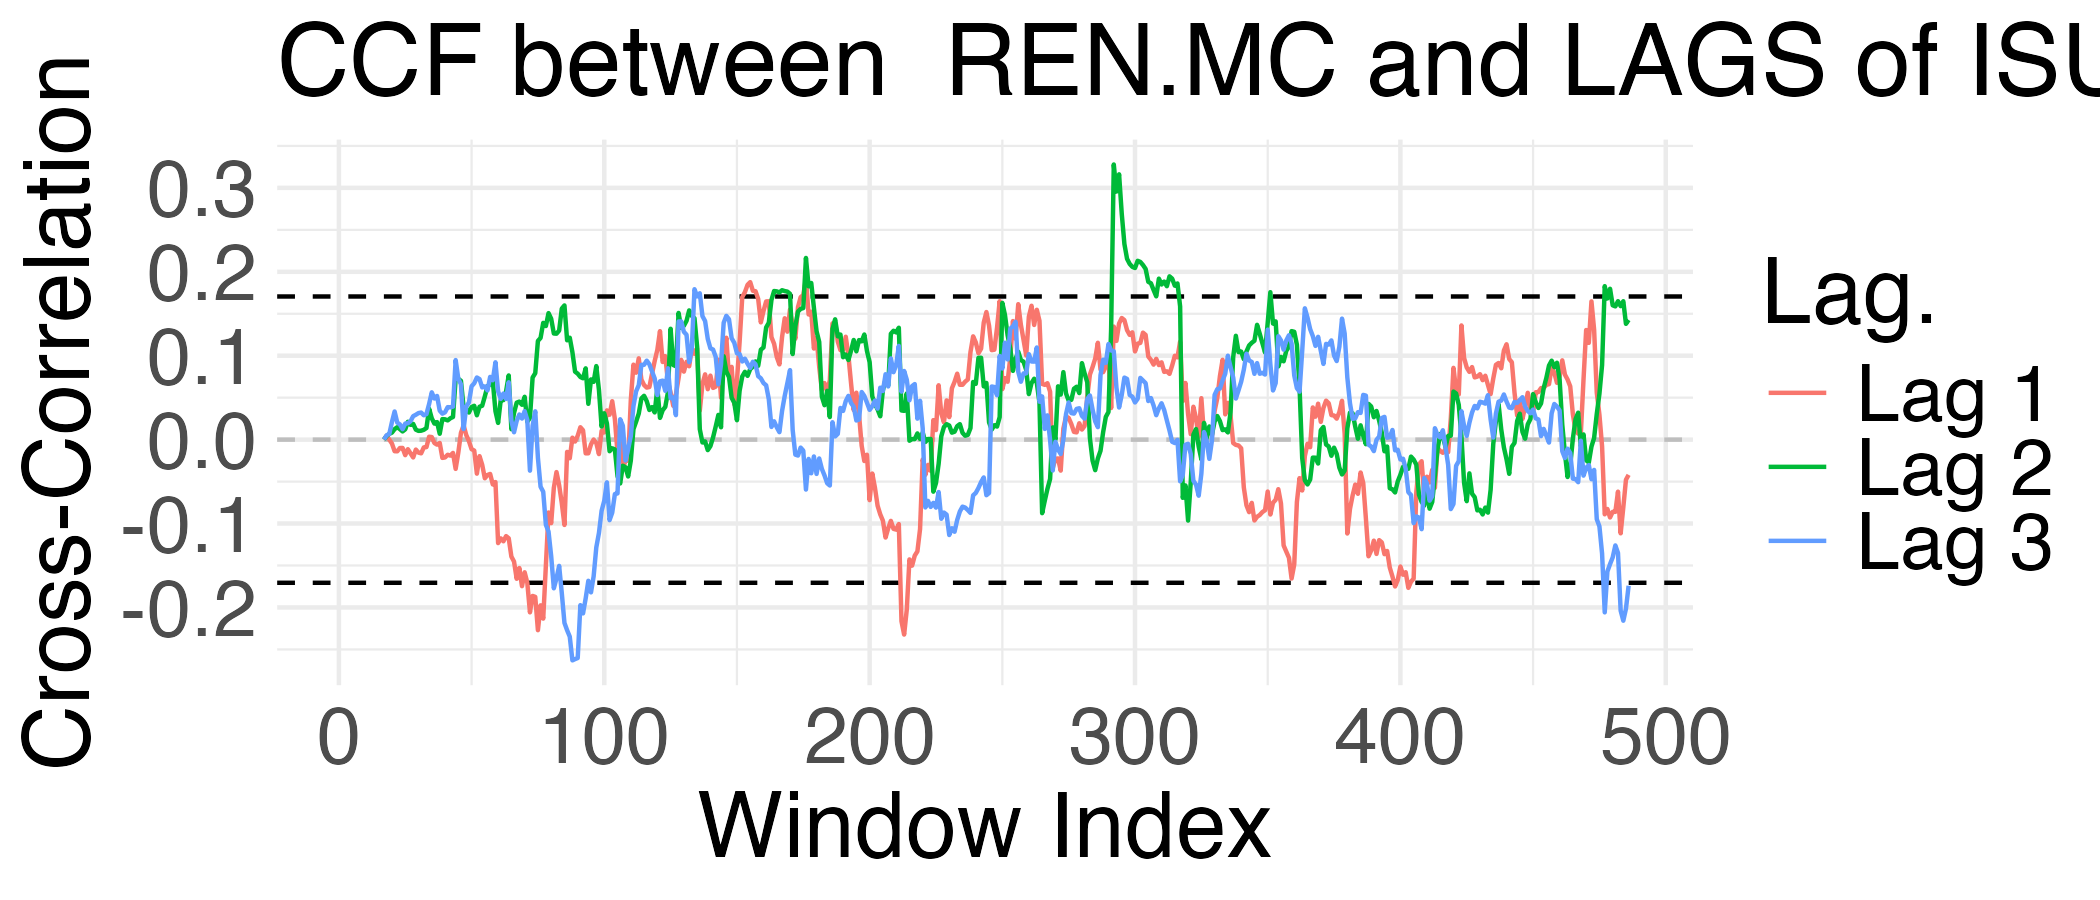 CCF between  REN.MC and LAGS of ISU
Cross-Correlation
0.3
0.2
0.1
0.0
-0.1
-0.2
0 100 200 300 400 500
Window Index
Lag.
Lag 1
Lag 2
Lag 3